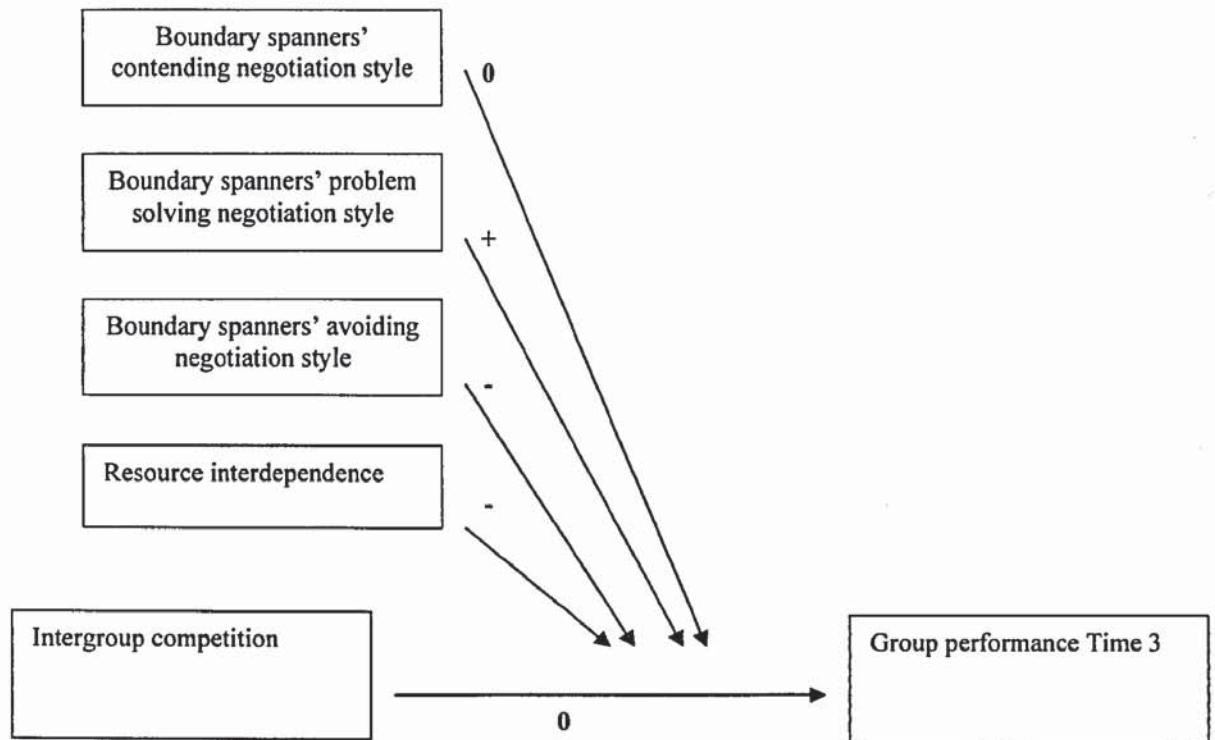 Boundary spanners'
contending negotiation style
0
Boundary spanners' problem
solving negotiation style
+
Boundary spanners' avoiding
negotiation style
-
Resource interdependence
-
Intergroup competition
Group performance Time 3
0